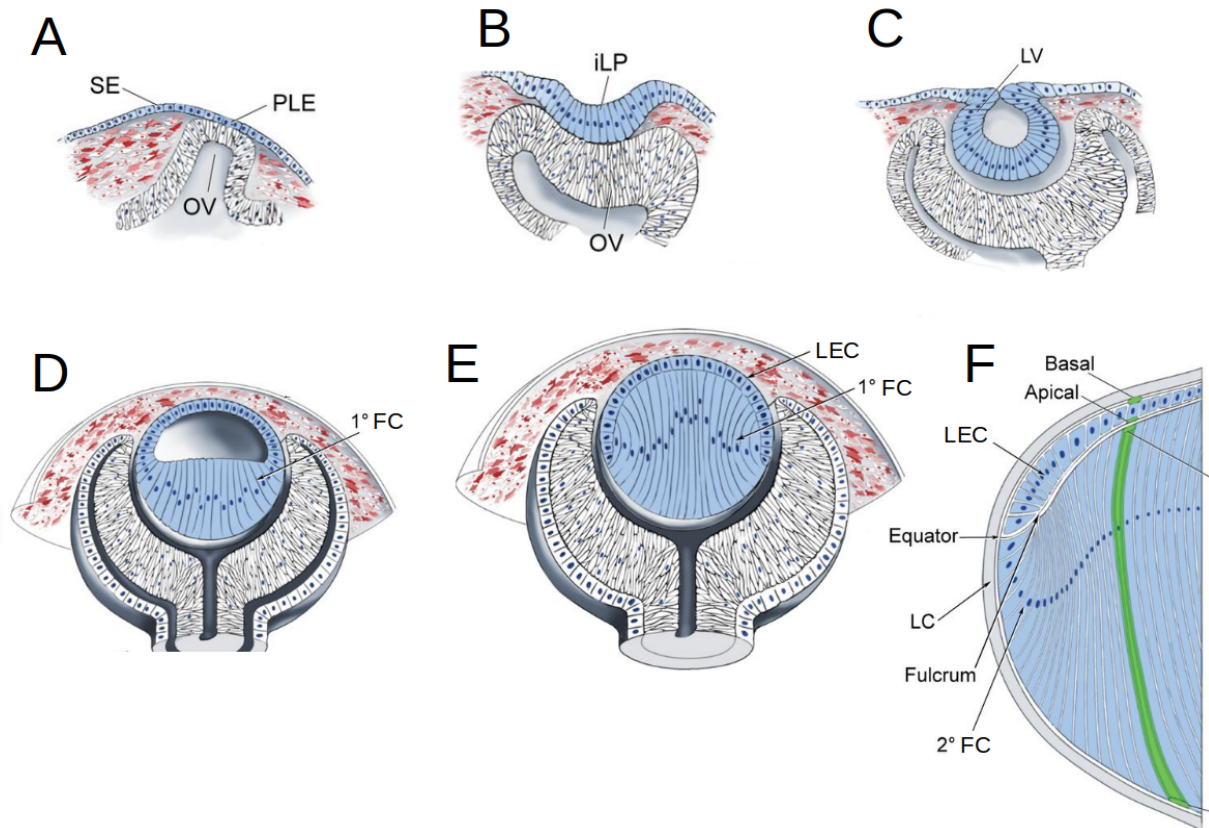 A
SE
PLE
OV
B
iLP
OV
C
LV
D
1° FC
E
LEC
1° FC
F
Basal
Apical
LEC
Equator
LC
Fulcrum
2° FC